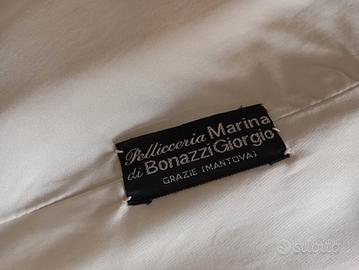 Pellicceria Marina
di Bonazzi Giorgio
GRAZIE (MANTOVA)
subito